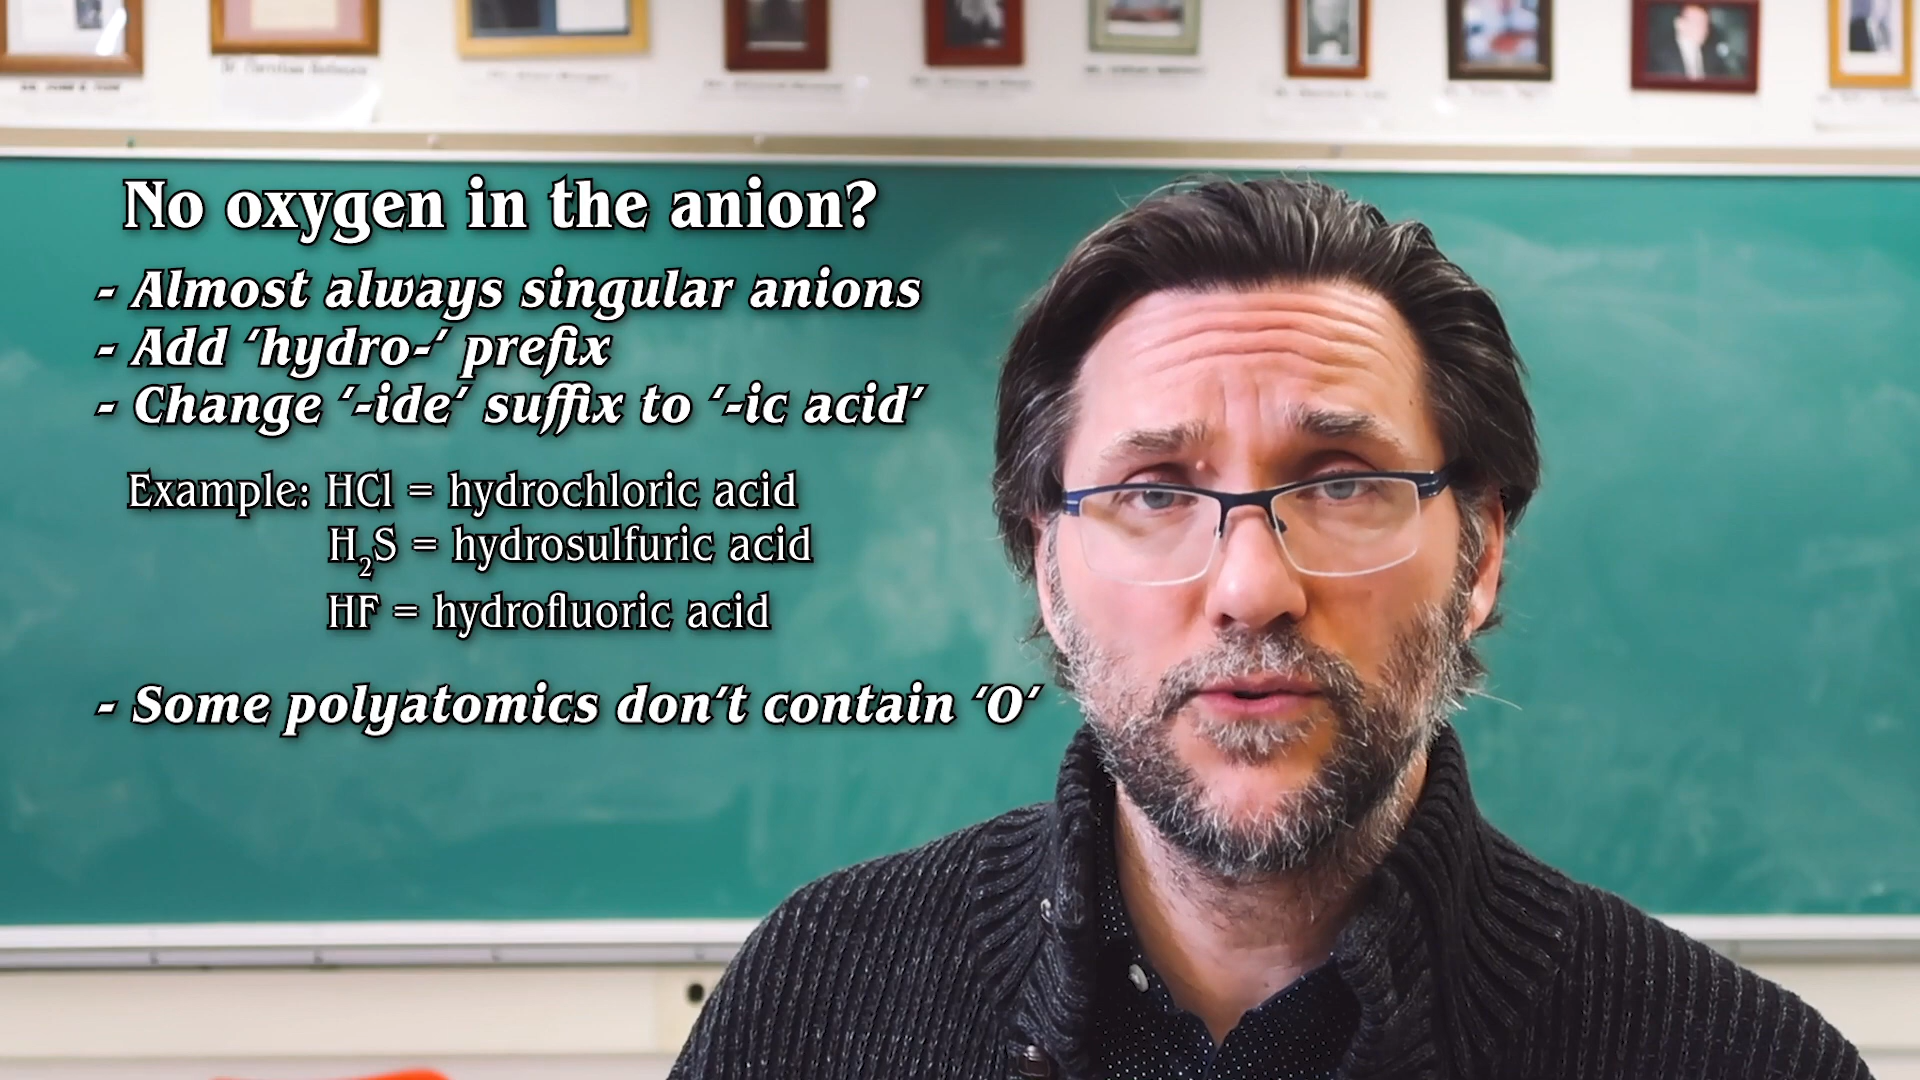 No oxygen in the anion?
- Almost always singular anions
- Add ‘hydro-’ prefix
- Change ‘-ide’ suffix to ‘-ic acid’
Example: HCl = hydrochloric acid
H₂S = hydrosulfuric acid
HF = hydrofluoric acid
- Some polyatomics don’t contain ‘O’